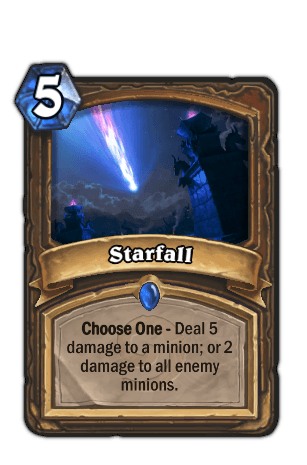 5
Starfall
Choose One - Deal 5
damage to a minion; or 2
damage to all enemy
minions.